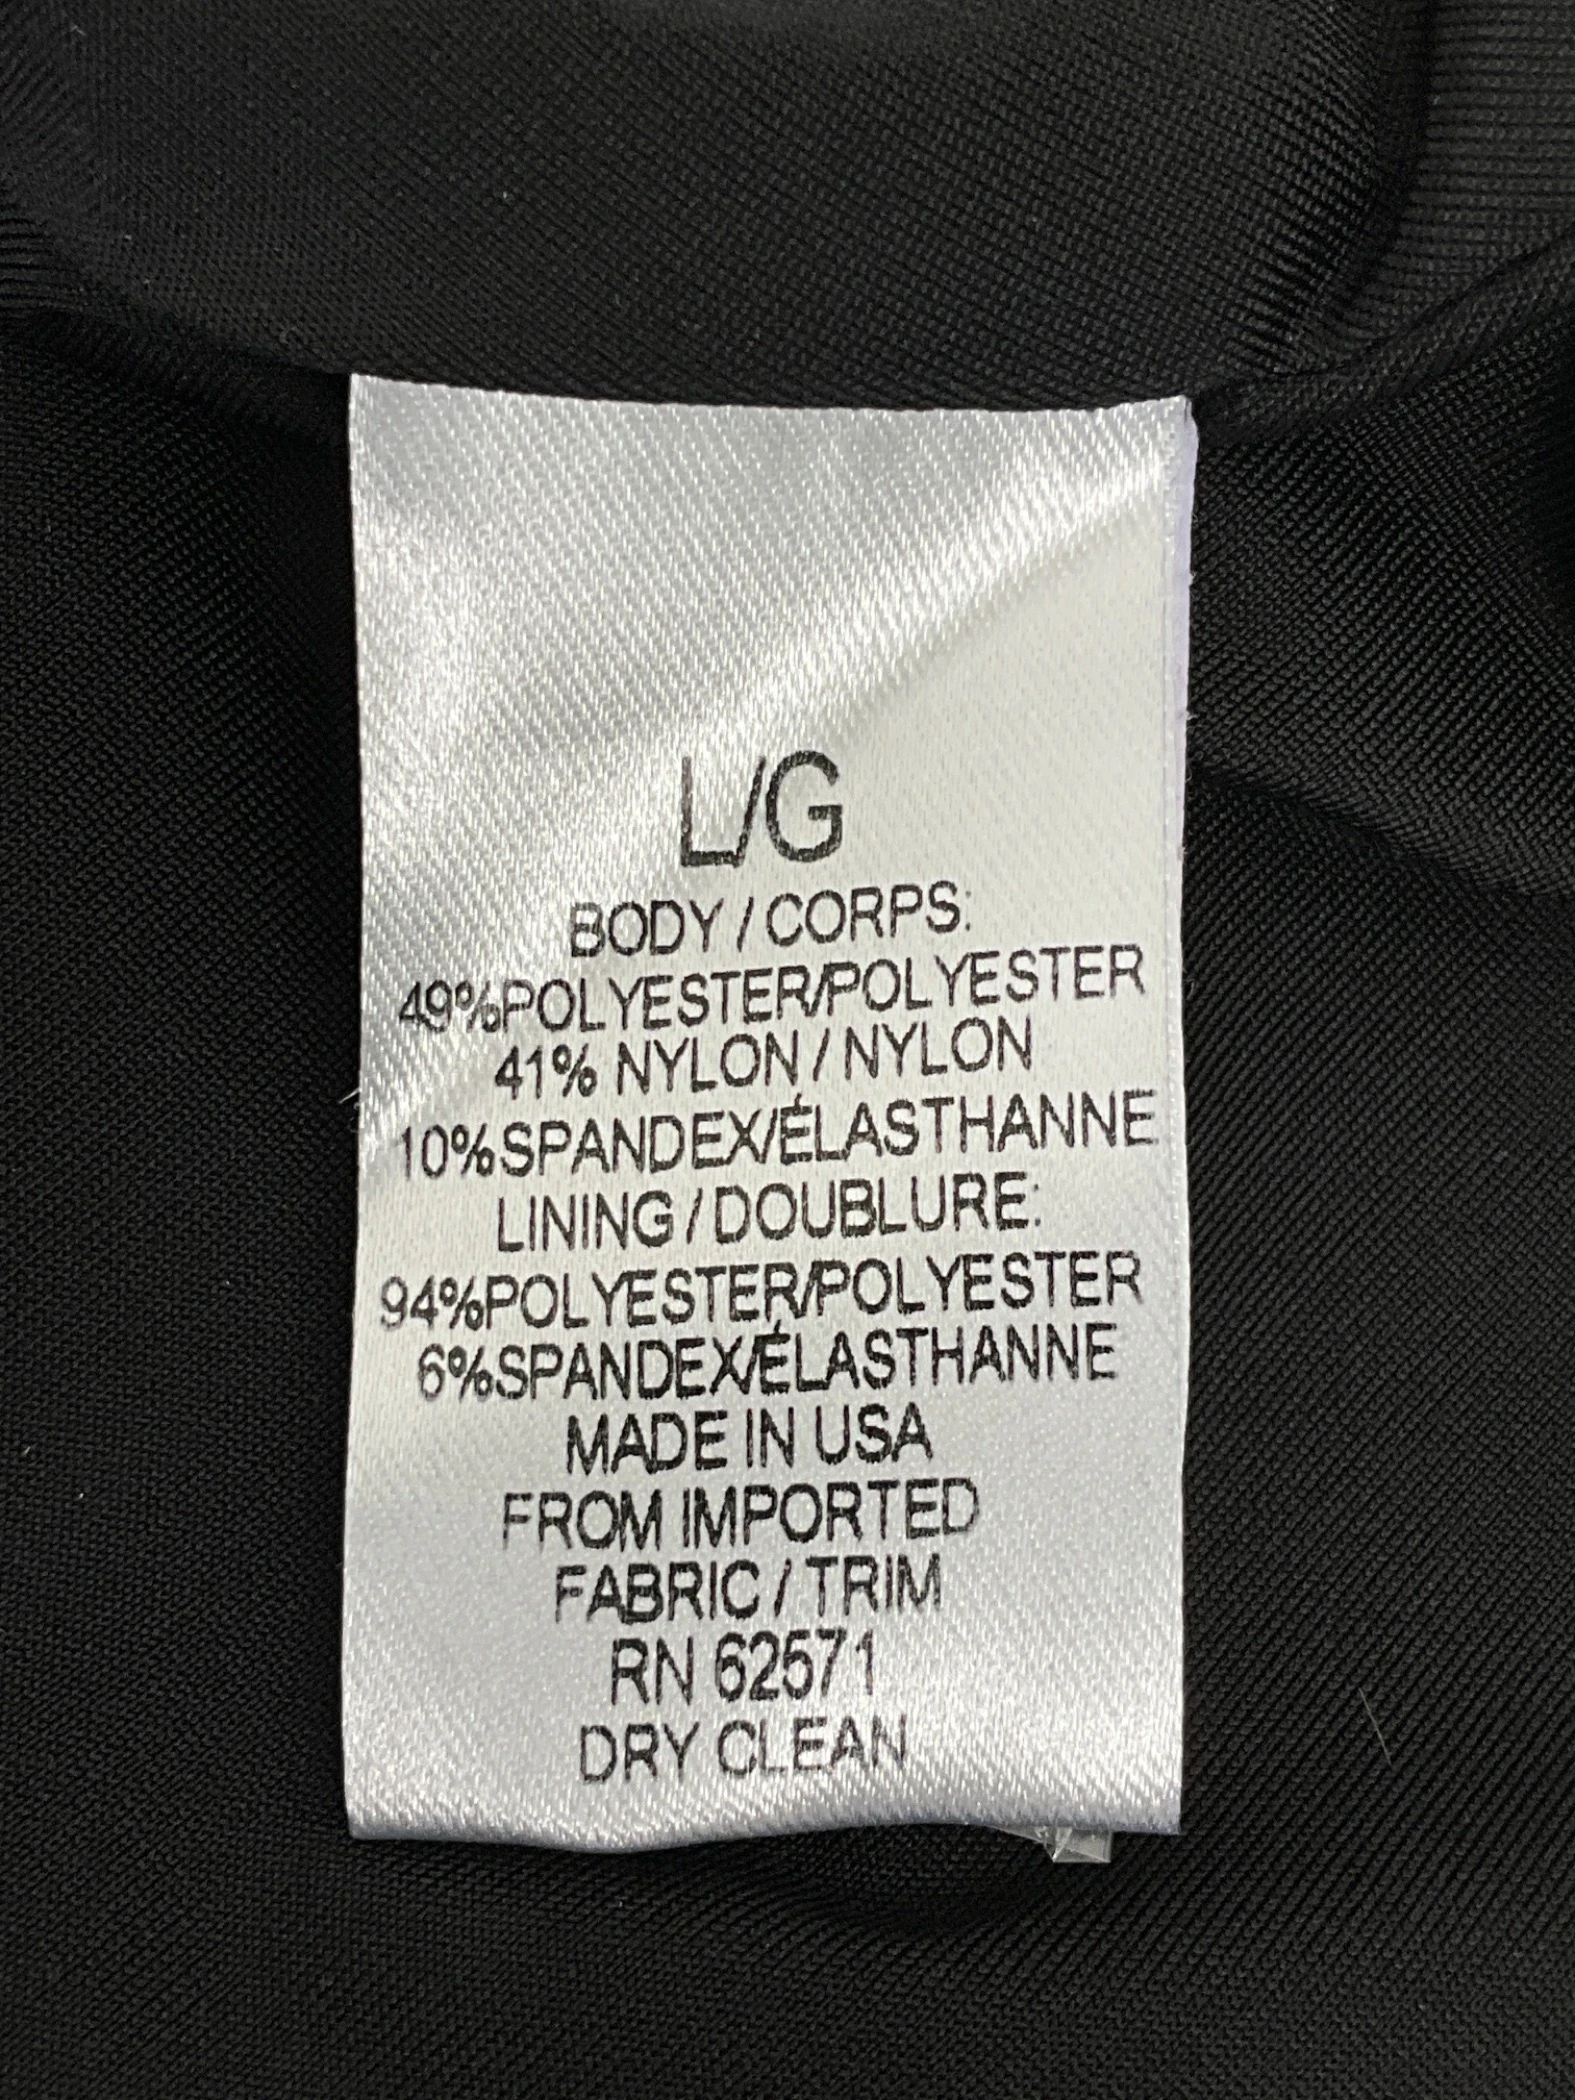 L/G
BODY / CORPS:
49%POLYESTER/POLYESTER
41% NYLON / NYLON
10%SPANDEX/ÉLASTHANNE
LINING / DOUBLURE:
94%POLYESTER/POLYESTER
6%SPANDEX/ÉLASTHANNE
MADE IN USA
FROM IMPORTED
FABRIC / TRIM
RN 62571
DRY CLEAN